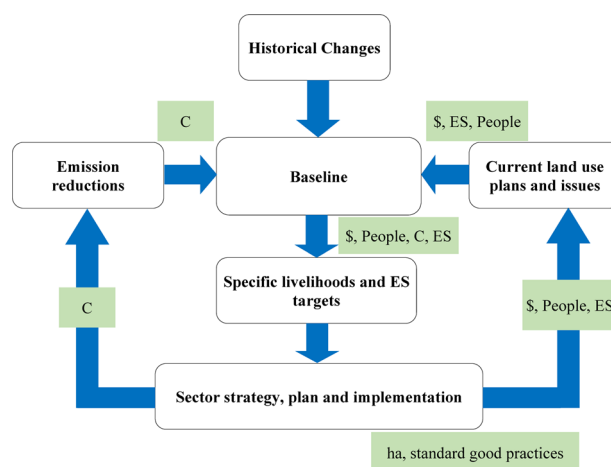 Historical Changes
C
$, ES, People
Emission
reductions
Baseline
Current land use
plans and issues
$, People, C, ES
Specific livelihoods and ES
targets
C
$, People, ES
Sector strategy, plan and implementation
ha, standard good practices